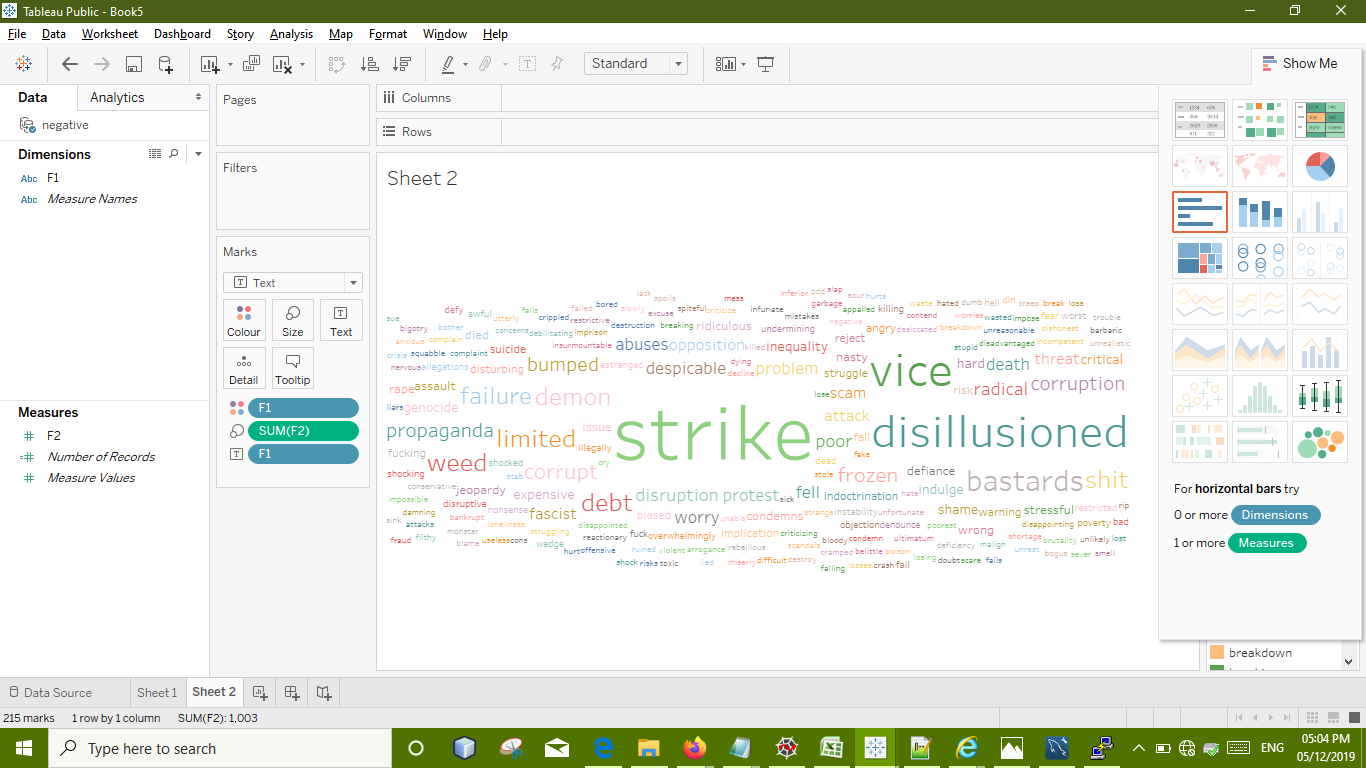 Tableau Public - Book5
File Data Worksheet Dashboard Story Analysis Map Format Window Help
Standard
Show Me
Data Analytics
negative
Dimensions
Abc F1
Abc Measure Names
Measures
F2
Number of Records
Measure Values
Pages
Filters
Marks
Text
Colour Size Text
Detail Tooltip
F1
SUM(F2)
F1
Columns
Rows
Sheet 2
lack spoils mess inferior odd slap sour hurts
defy awful falls failed bored slowly excuse spiteful criticize infuriate garbage appalled killing waste hated dumb hell din creep break loss
sue utterly crippled restrictive destruction breaking ridiculous mistakes negative contend worries wasted impose fear worst trouble
bigotry bother died concerns debilitating imprison undermining angry desiccated breakdown undermines dishonest barbaric
anxious complain suicide insurmountable abuses opposition killed inequality reject stupid disadvantaged incompetent unrealistic
crisis squabble complaint nasty
nervous allegations disturbing bumped estranged despicable dying decline problem struggle vice hard death threat critical
rape assault failure demon lose scam risk radical corruption
liars genocide attack
propaganda limited issue illegally strike poor fall fake disillusioned
fucking weed shocked corrupt cry dead defiance
shocking stab stole frozen bastards shit
conservative jeopardy expensive debt disruption protest sick fell indoctrination hate indulge
impossible disruptive nonsense fascist biased worry unable condemns strange instability unfortunate shame warning stressful restricted rip
damning bankrupt loneliness disappointed objection denounce poorest disappointing poverty bad
sink attacks monster struggling reactionary fuck overwhelmingly implication criticizing bloody condemn ultimatum wrong shortage brutality unlikely lost
fraud filthy blame useless cons wedge hurt offensive ruined violent arrogance rebellious scandals cramped belittle poison deficiency malign unrest bogus sever smell
shock risks toxic lied miserly difficult destroy falling losses crash fail losing doubt scare fails
1234 678
For horizontal bars try
0 or more Dimensions
1 or more Measures
breakdown
Data Source Sheet 1 Sheet 2
215 marks 1 row by 1 column SUM(F2): 1,003
Type here to search
ENG
05:04 PM
05/12/2019